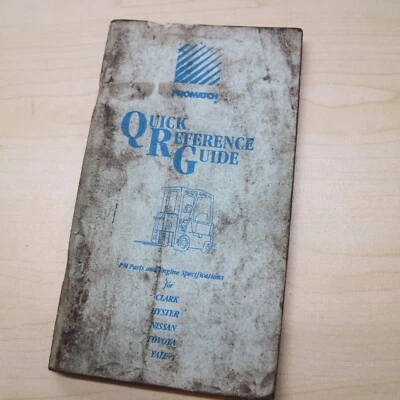 PROMATCH
QUICK
REFERENCE
GUIDE
PM Parts and Engine Specifications
for
CLARK
HYSTER
NISSAN
TOYOTA
YALE